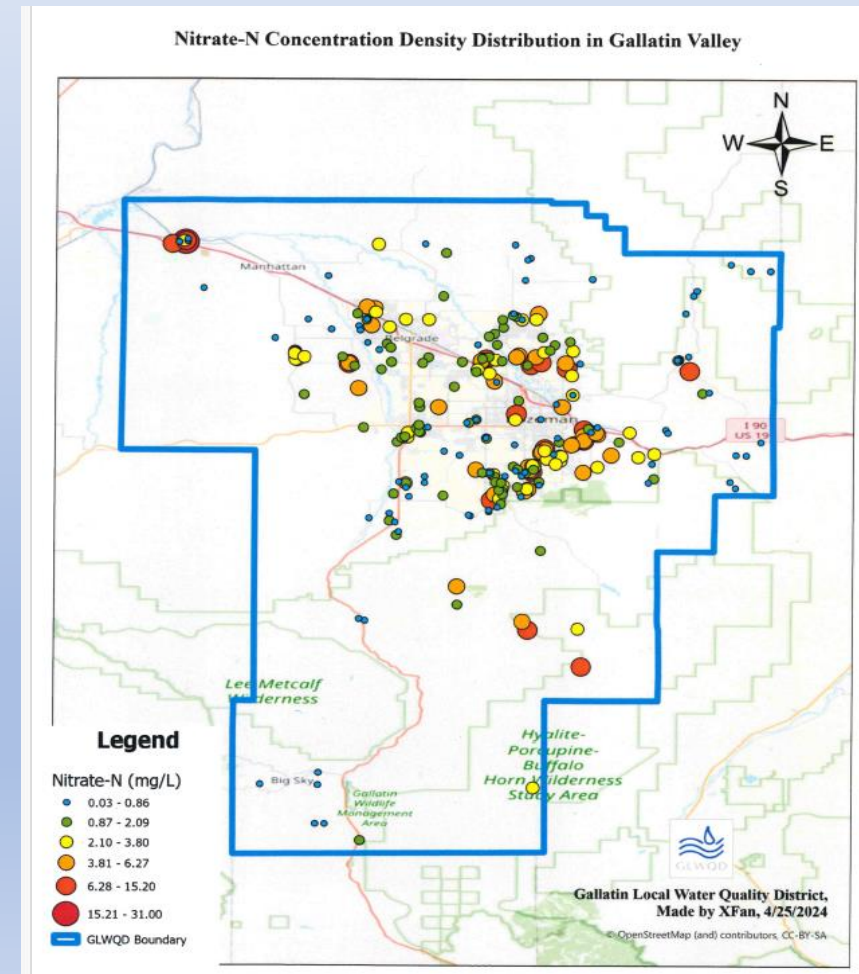 Nitrate-N Concentration Density Distribution in Gallatin Valley
N
W
E
S
Manhattan
Belgrade
zeman
I 90
US 19
Lee Metcalf
Wilderness
Hyalite-
Porcupine-
Buffalo
Horn Wilderness
Study Area
Big Sky
Gallatin
Wildlife
Management
Area
Legend
Nitrate-N (mg/L)
0.03 - 0.86
0.87 - 2.09
2.10 - 3.80
3.81 - 6.27
6.28 - 15.20
15.21 - 31.00
GLWQD Boundary
GLWQD
Gallatin Local Water Quality District,
Made by XFan, 4/25/2024
© OpenStreetMap (and) contributors, CC-BY-SA